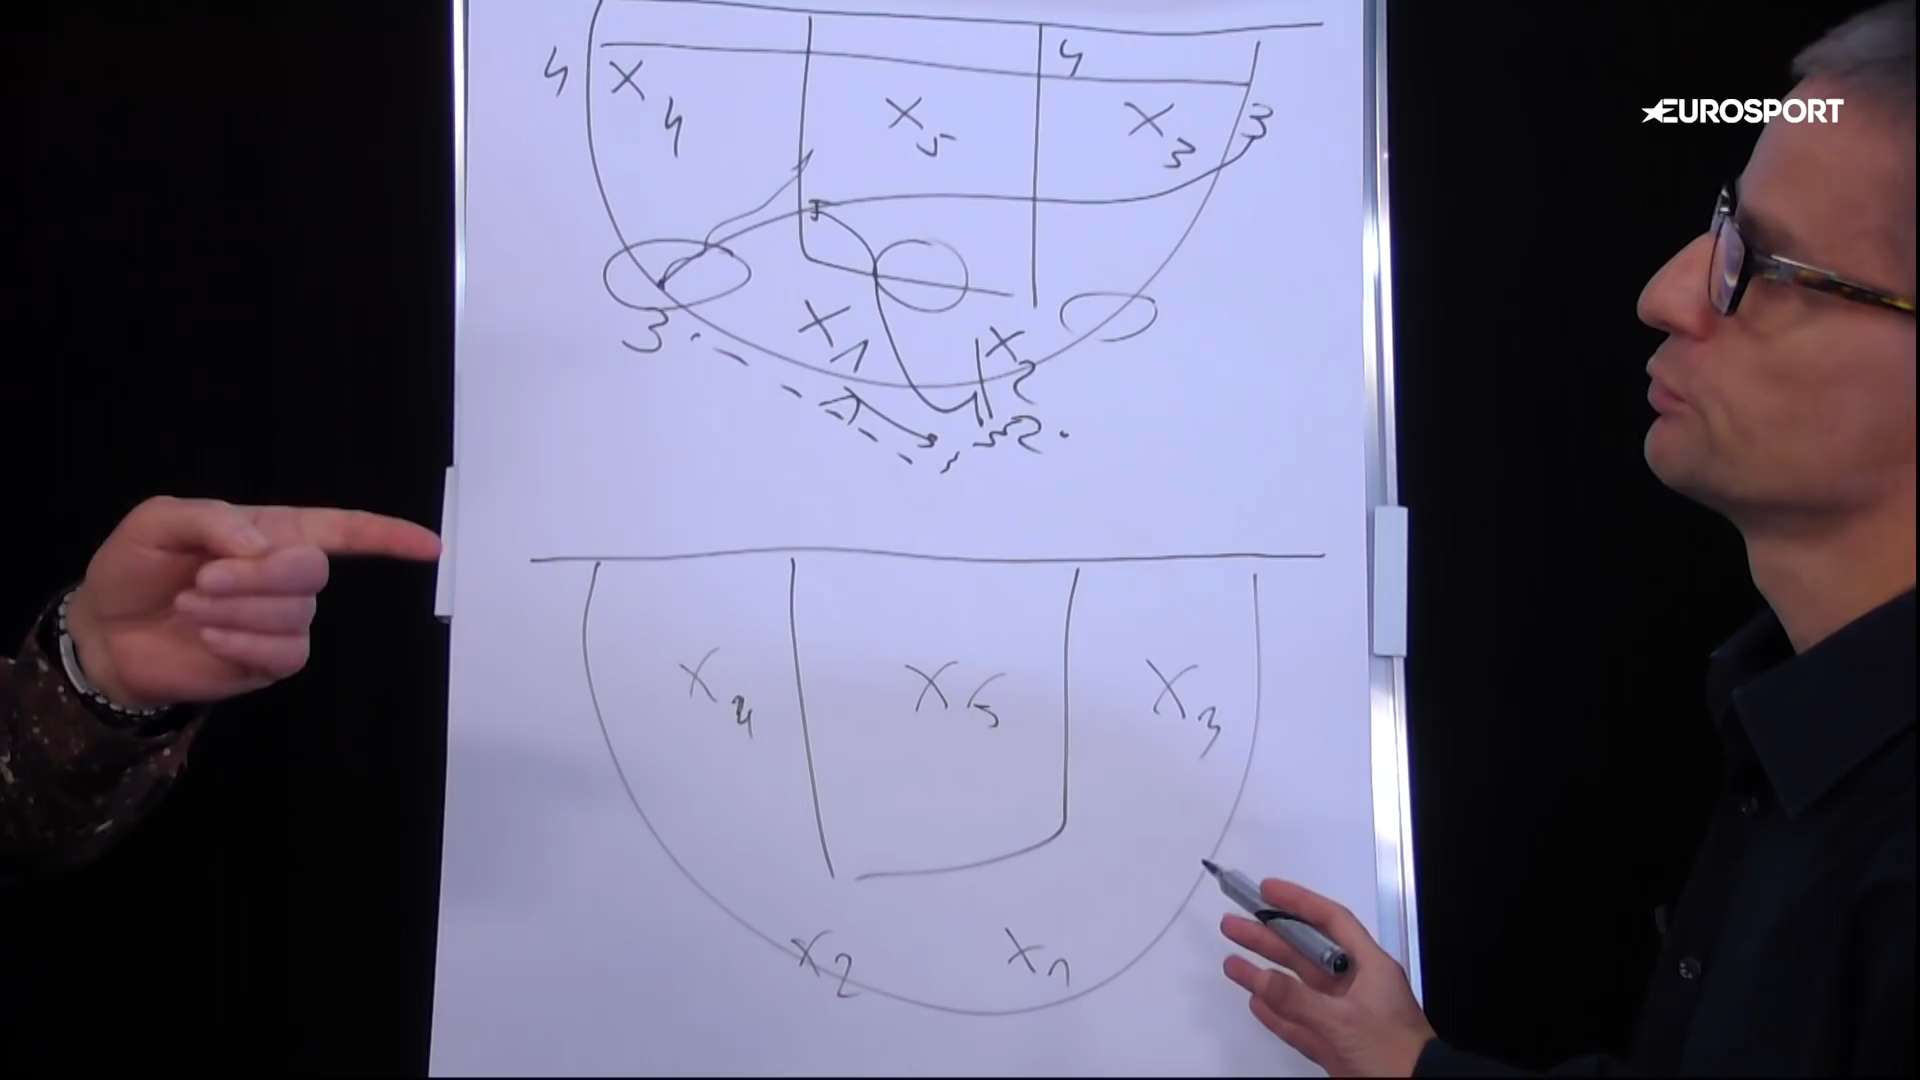 EUROSPORT
4 4
X4 X5 X3 3
3 X1 X2
1 2
X4 X5 X3
X2 X1